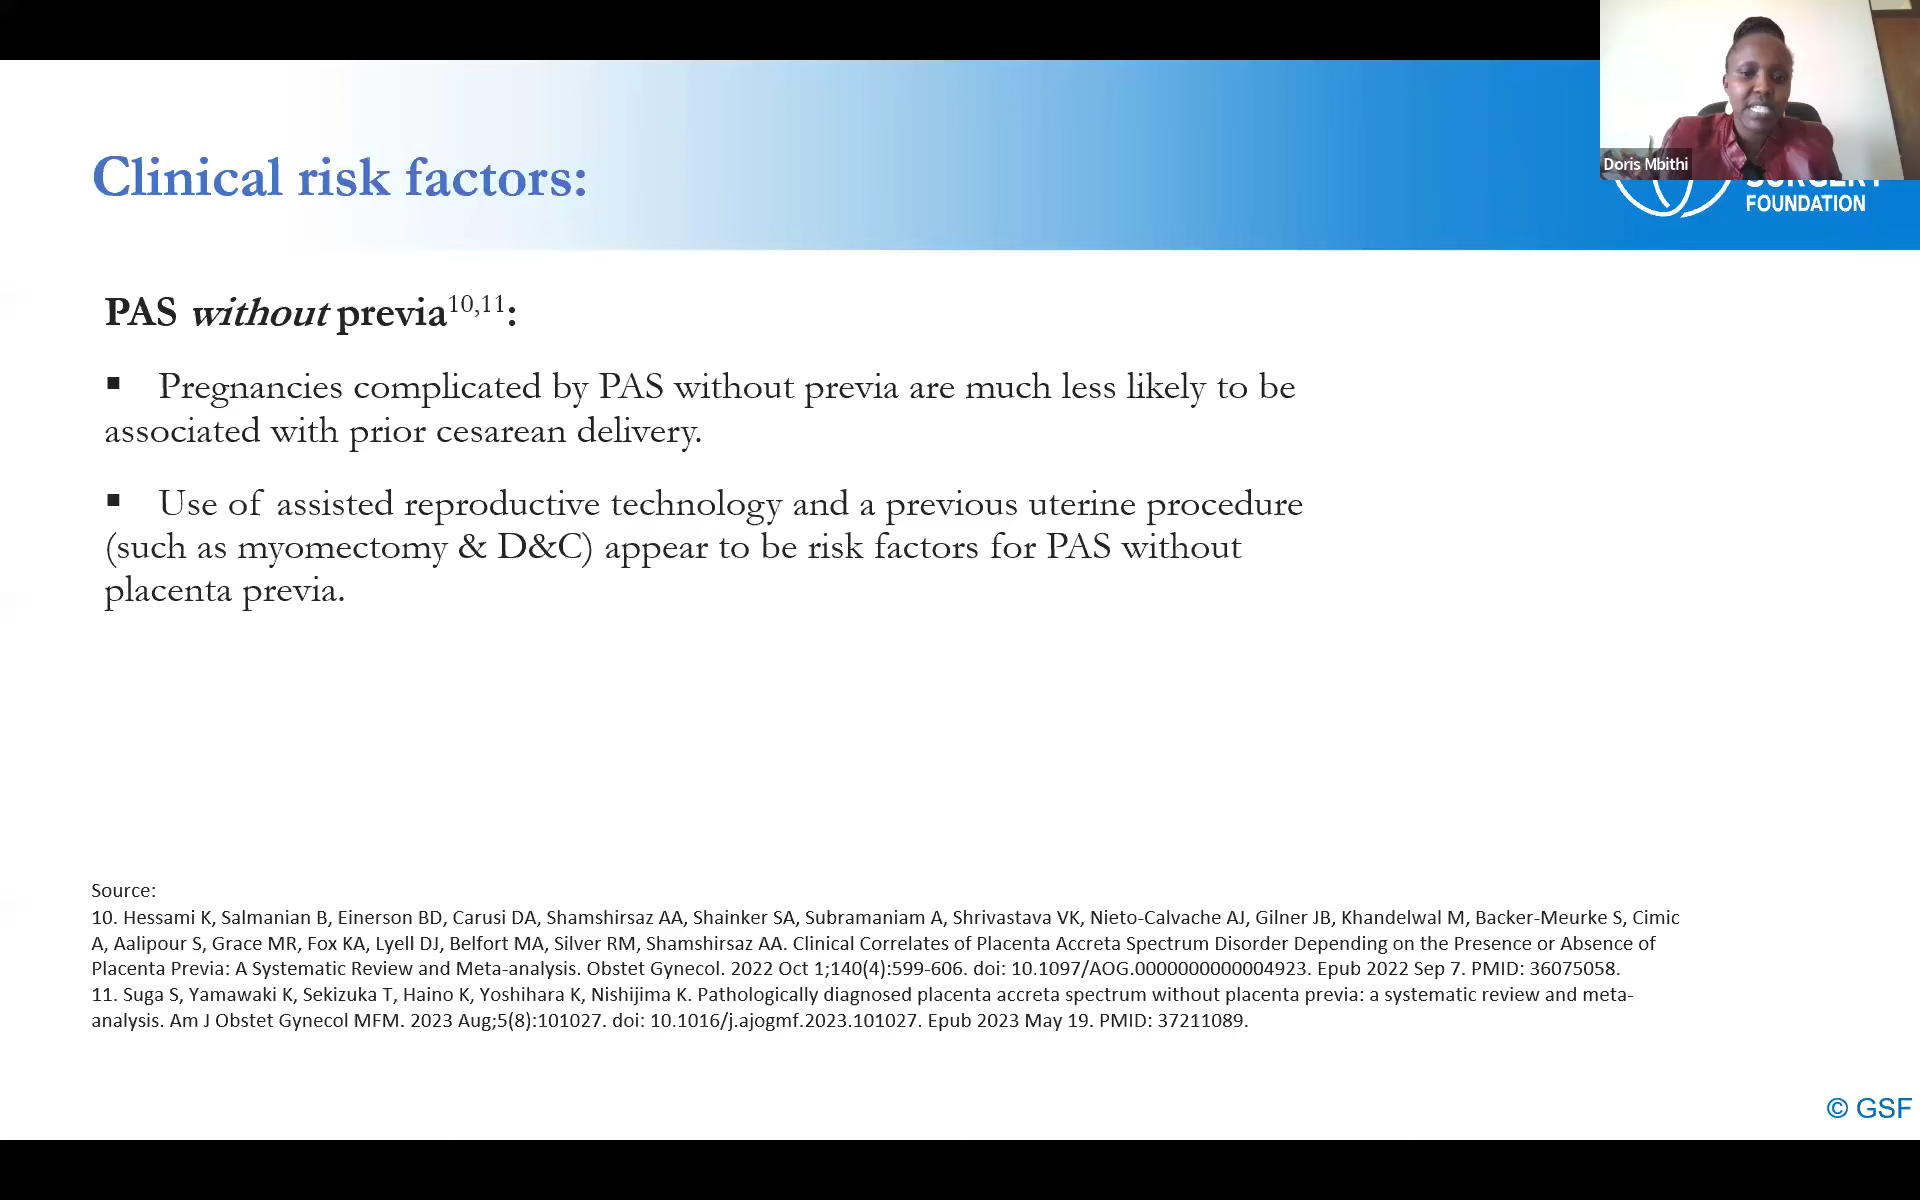 Doris Mbithi
FOUNDATION
Clinical risk factors:
PAS without previa10,11:
▪ Pregnancies complicated by PAS without previa are much less likely to be
associated with prior cesarean delivery.
▪ Use of assisted reproductive technology and a previous uterine procedure
(such as myomectomy & D&C) appear to be risk factors for PAS without
placenta previa.
Source:
10. Hessami K, Salmanian B, Einerson BD, Carusi DA, Shamshirsaz AA, Shainker SA, Subramaniam A, Shrivastava VK, Nieto-Calvache AJ, Gilner JB, Khandelwal M, Backer-Meurke S, Cimic
A, Aalipour S, Grace MR, Fox KA, Lyell DJ, Belfort MA, Silver RM, Shamshirsaz AA. Clinical Correlates of Placenta Accreta Spectrum Disorder Depending on the Presence or Absence of
Placenta Previa: A Systematic Review and Meta-analysis. Obstet Gynecol. 2022 Oct 1;140(4):599-606. doi: 10.1097/AOG.0000000000004923. Epub 2022 Sep 7. PMID: 36075058.
11. Suga S, Yamawaki K, Sekizuka T, Haino K, Yoshihara K, Nishijima K. Pathologically diagnosed placenta accreta spectrum without placenta previa: a systematic review and meta-
analysis. Am J Obstet Gynecol MFM. 2023 Aug;5(8):101027. doi: 10.1016/j.ajogmf.2023.101027. Epub 2023 May 19. PMID: 37211089.
© GSF